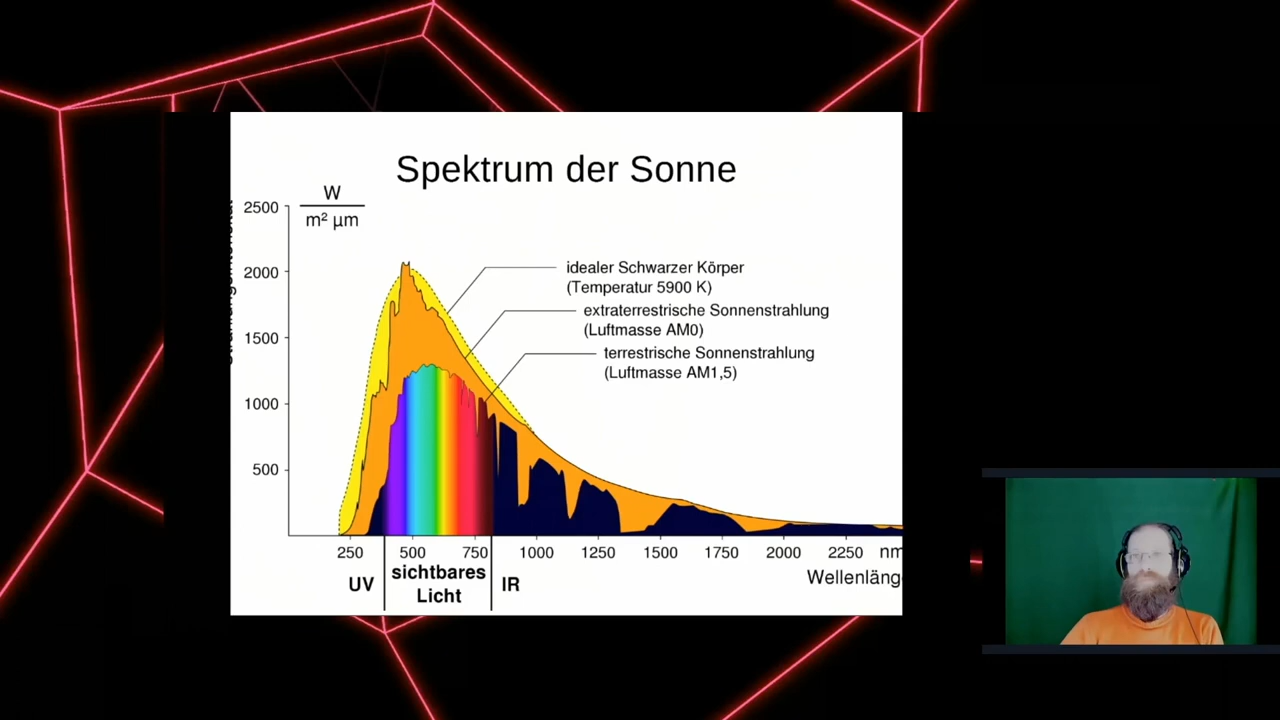 Spektrum der Sonne
W
m² µm
2500
2000
1500
1000
500
idealer Schwarzer Körper
(Temperatur 5900 K)
extraterrestrische Sonnenstrahlung
(Luftmasse AM0)
terrestrische Sonnenstrahlung
(Luftmasse AM1,5)
250 500 750 1000 1250 1500 1750 2000 2250 nm
Wellenläng
UV sichtbares Licht IR